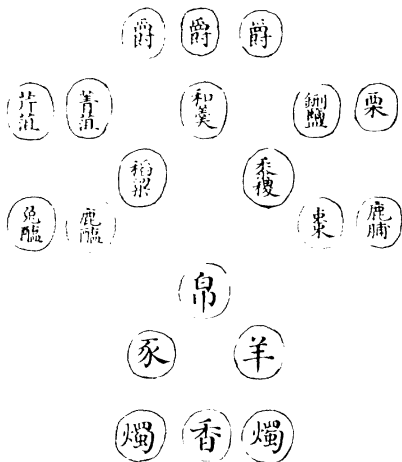 爵 爵 爵
芹菹 菁菹 和羹 鉶鹽 栗
稻粱 黍稷
兔醢 鹿醢 棗 鹿脯
帛
豕 羊
燭 香 燭